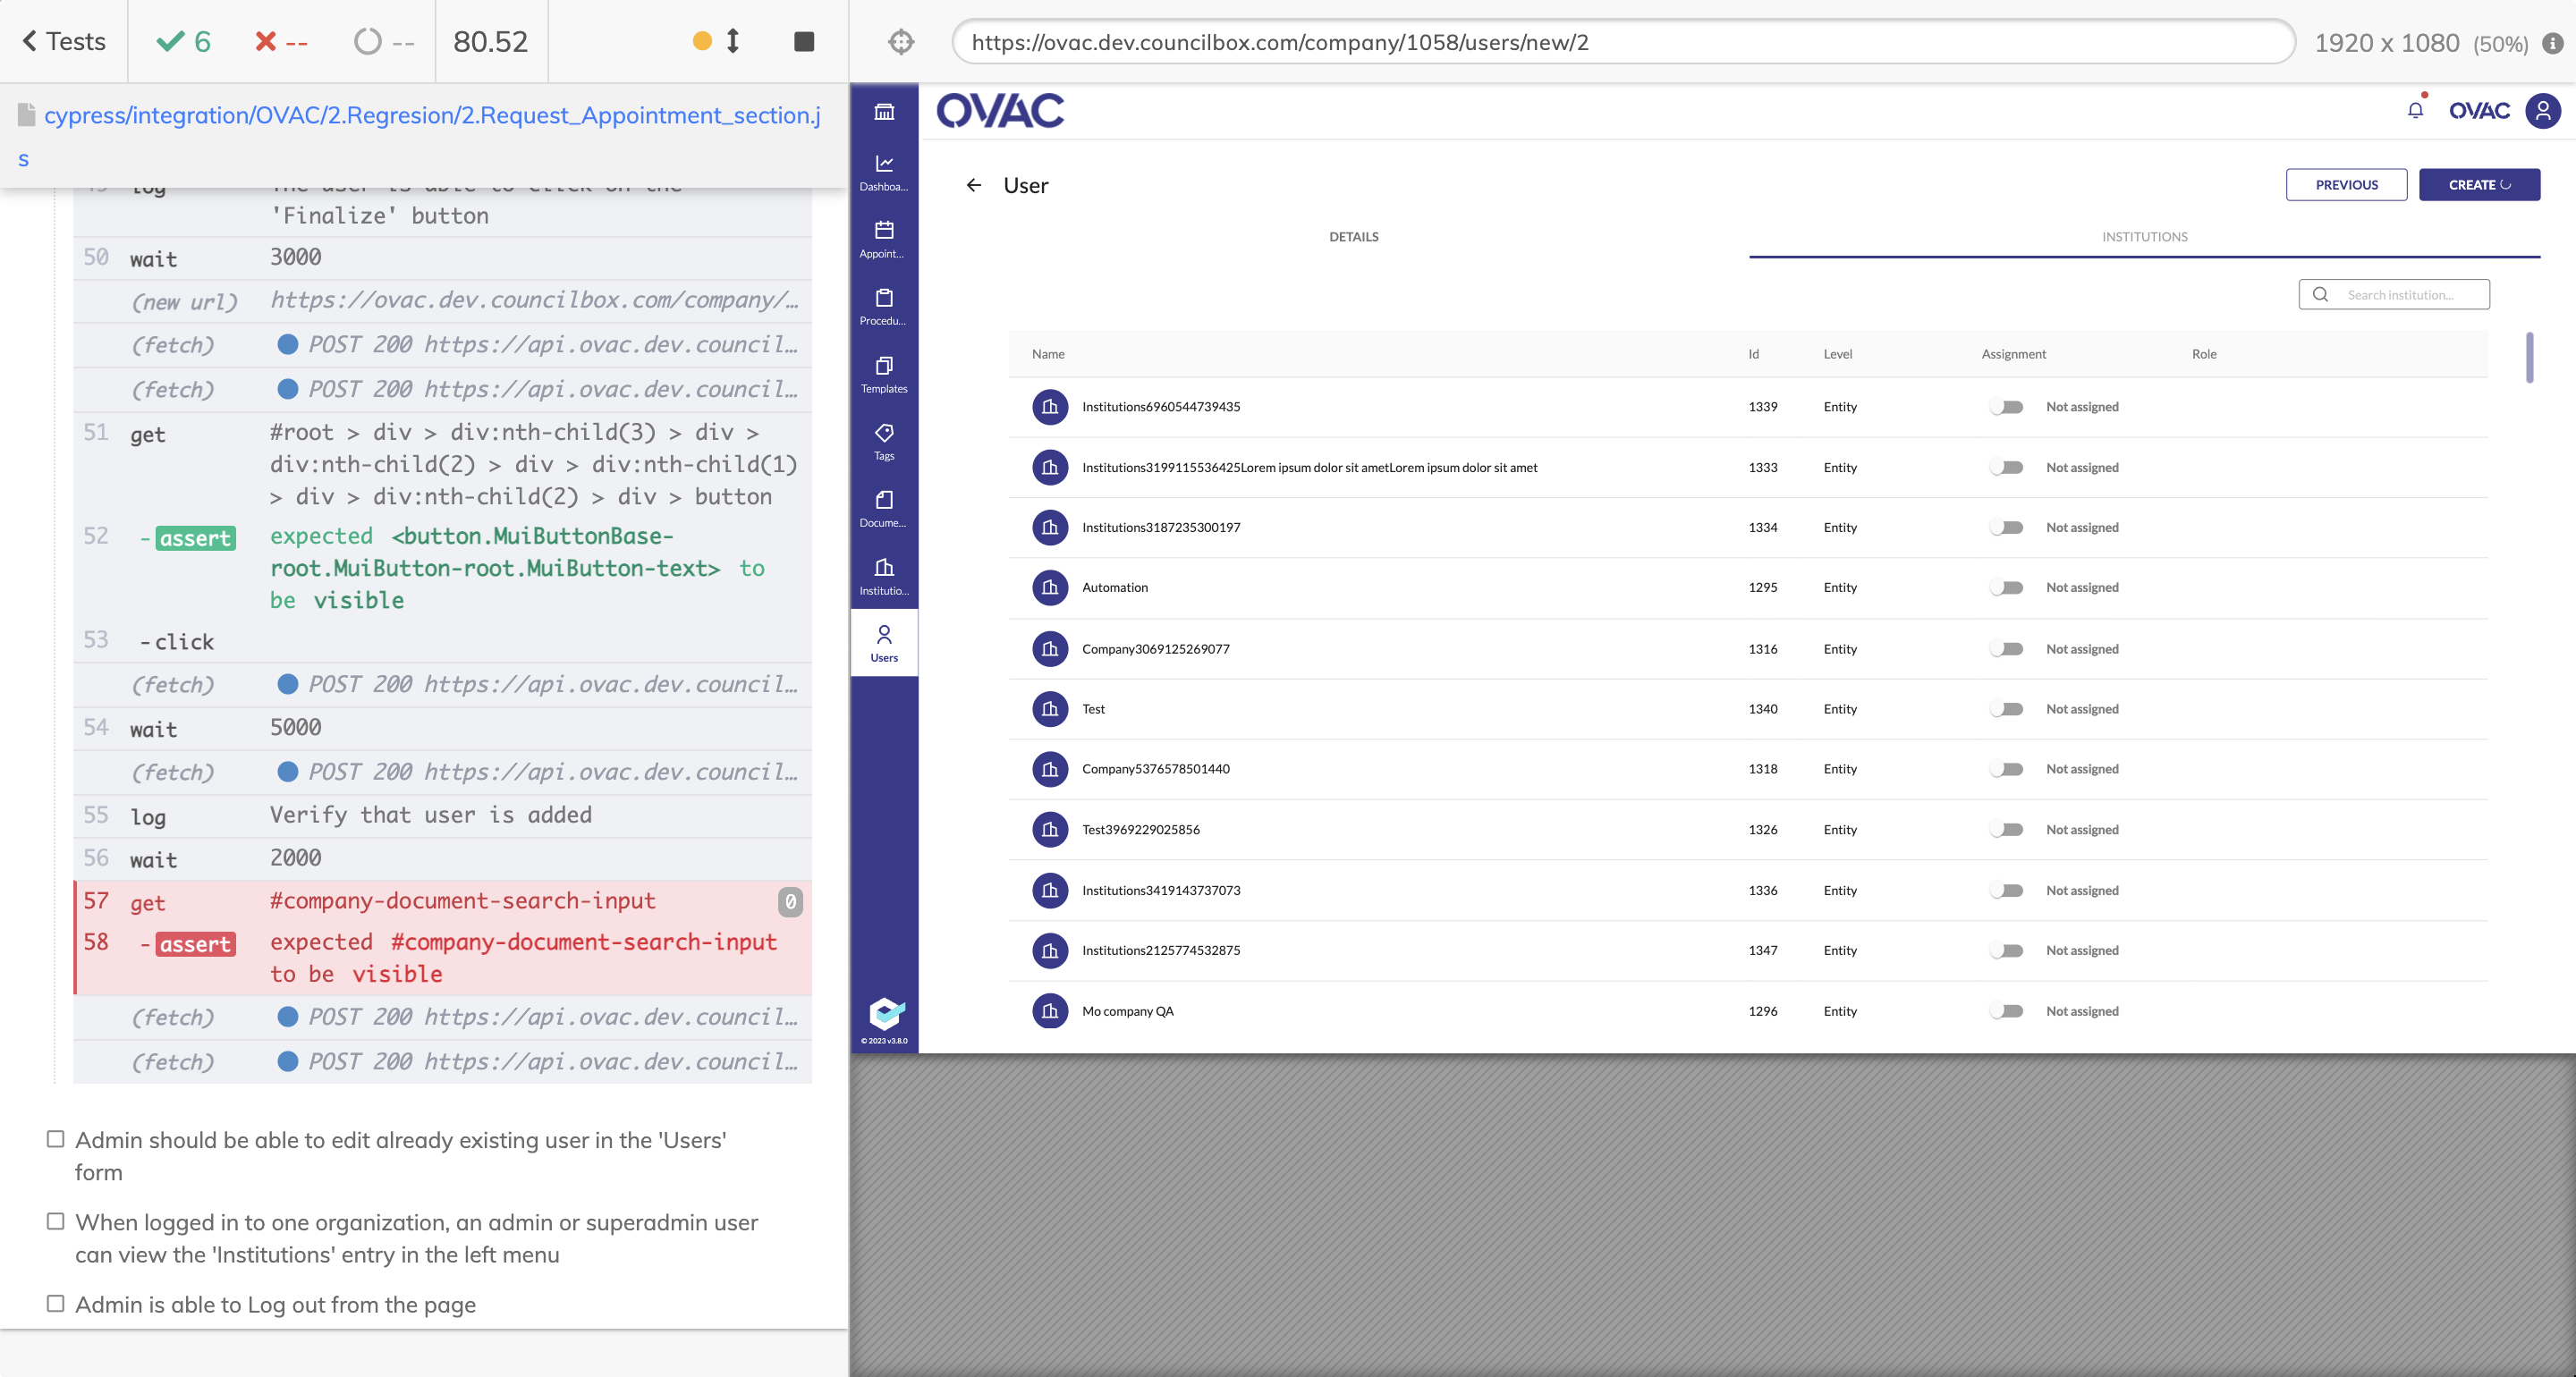 Tests
6
--
--
80.52
https://ovac.dev.councilbox.com/company/1058/users/new/2
1920 x 1080 (50%)
cypress/integration/OVAC/2.Regresion/2.Request_Appointment_section.j
s
49 log The user is able to click on the
'Finalize' button
50 wait 3000
(new url) https://ovac.dev.councilbox.com/company/…
(fetch) POST 200 https://api.ovac.dev.council…
(fetch) POST 200 https://api.ovac.dev.council…
51 get #root > div > div:nth-child(3) > div >
div:nth-child(2) > div > div:nth-child(1)
> div > div:nth-child(2) > div > button
52 -assert expected <button.MuiButtonBase-
root.MuiButton-root.MuiButton-text> to
be visible
53 -click
(fetch) POST 200 https://api.ovac.dev.council…
54 wait 5000
(fetch) POST 200 https://api.ovac.dev.council…
55 log Verify that user is added
56 wait 2000
57 get #company-document-search-input 0
58 -assert expected #company-document-search-input
to be visible
(fetch) POST 200 https://api.ovac.dev.council…
(fetch) POST 200 https://api.ovac.dev.council…
Admin should be able to edit already existing user in the 'Users'
form
When logged in to one organization, an admin or superadmin user
can view the 'Institutions' entry in the left menu
Admin is able to Log out from the page
Dashboa...
Appoint...
Procedu...
Templates
Tags
Docume...
Institutio...
Users
© 2023 v3.8.0
OVAC
OVAC
User
PREVIOUS
CREATE
DETAILS
INSTITUTIONS
Search institution...
Name Id Level Assignment Role
Institutions6960544739435 1339 Entity Not assigned
Institutions3199115536425Lorem ipsum dolor sit ametLorem ipsum dolor sit amet 1333 Entity Not assigned
Institutions3187235300197 1334 Entity Not assigned
Automation 1295 Entity Not assigned
Company3069125269077 1316 Entity Not assigned
Test 1340 Entity Not assigned
Company5376578501440 1318 Entity Not assigned
Test3969229025856 1326 Entity Not assigned
Institutions3419143737073 1336 Entity Not assigned
Institutions2125774532875 1347 Entity Not assigned
Mo company QA 1296 Entity Not assigned